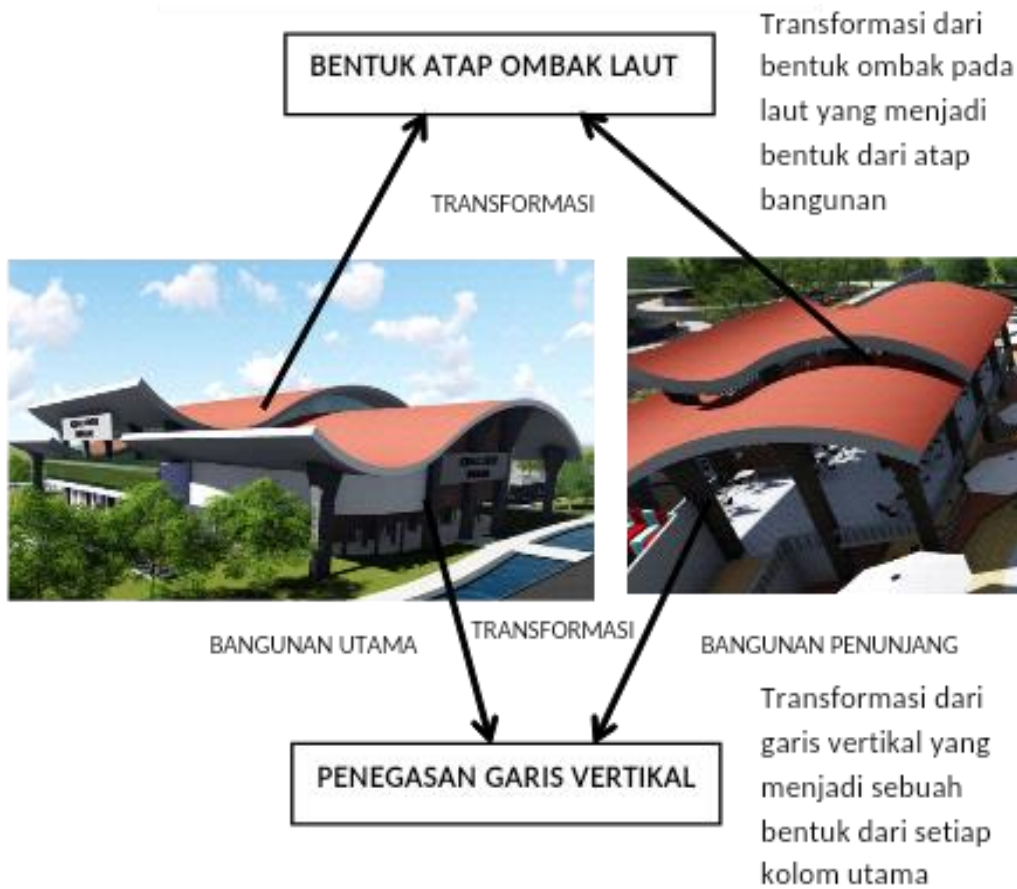 BENTUK ATAP OMBAK LAUT
Transformasi dari
bentuk ombak pada
laut yang menjadi
bentuk dari atap
bangunan
TRANSFORMASI
BANGUNAN UTAMA
TRANSFORMASI
BANGUNAN PENUNJANG
PENEGASAN GARIS VERTIKAL
Transformasi dari
garis vertikal yang
menjadi sebuah
bentuk dari setiap
kolom utama